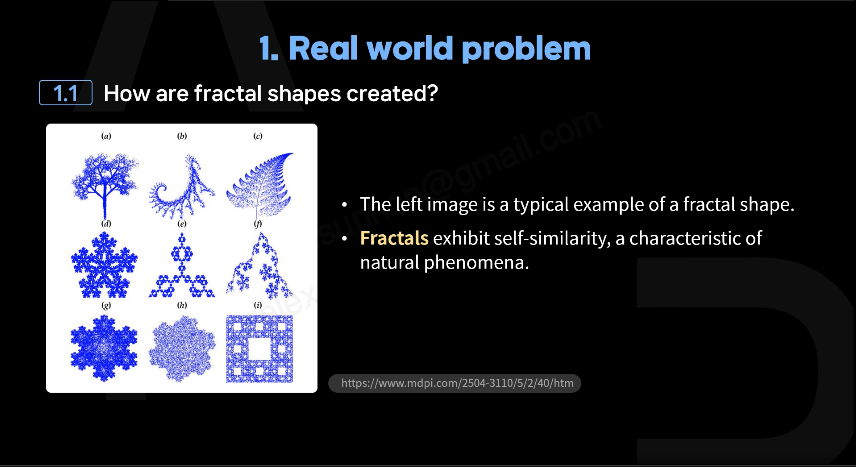 1. Real world problem
1.1 How are fractal shapes created?
(a) (b) (c)
(d) (e) (f)
(g) (h) (i)
• The left image is a typical example of a fractal shape.
• Fractals exhibit self-similarity, a characteristic of
natural phenomena.
https://www.mdpi.com/2504-3110/5/2/40/htm
@gmail.com